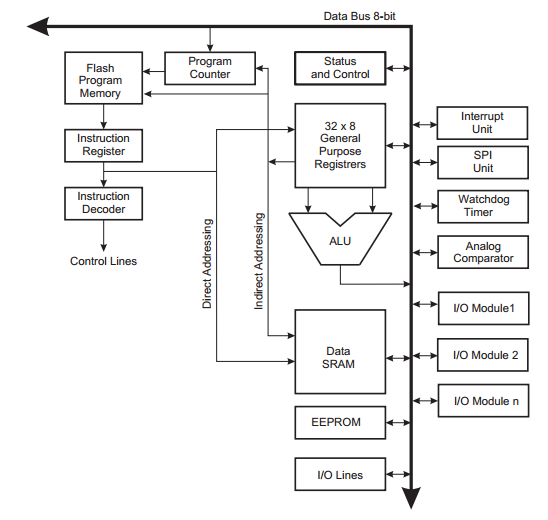 Data Bus 8-bit
Flash
Program
Memory
Program
Counter
Status
and Control
Instruction
Register
32 x 8
General
Purpose
Registrers
Interrupt
Unit
SPI
Unit
Instruction
Decoder
Watchdog
Timer
Control Lines
Direct Addressing
Indirect Addressing
ALU
Analog
Comparator
I/O Module1
Data
SRAM
I/O Module 2
I/O Module n
EEPROM
I/O Lines